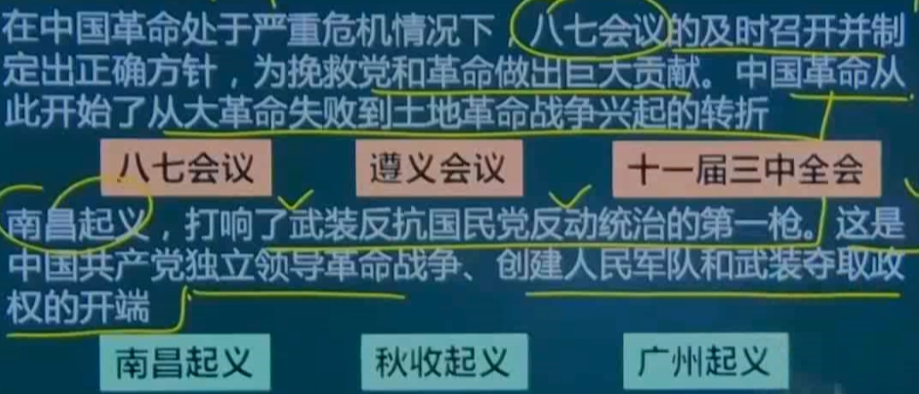 在中国革命处于严重危机情况下，八七会议的及时召开并制
定出正确方针，为挽救党和革命做出巨大贡献。中国革命从
此开始了从大革命失败到土地革命战争兴起的转折
八七会议 遵义会议 十一届三中全会
南昌起义，打响了武装反抗国民党反动统治的第一枪。这是
中国共产党独立领导革命战争、创建人民军队和武装夺取政
权的开端
南昌起义 秋收起义 广州起义